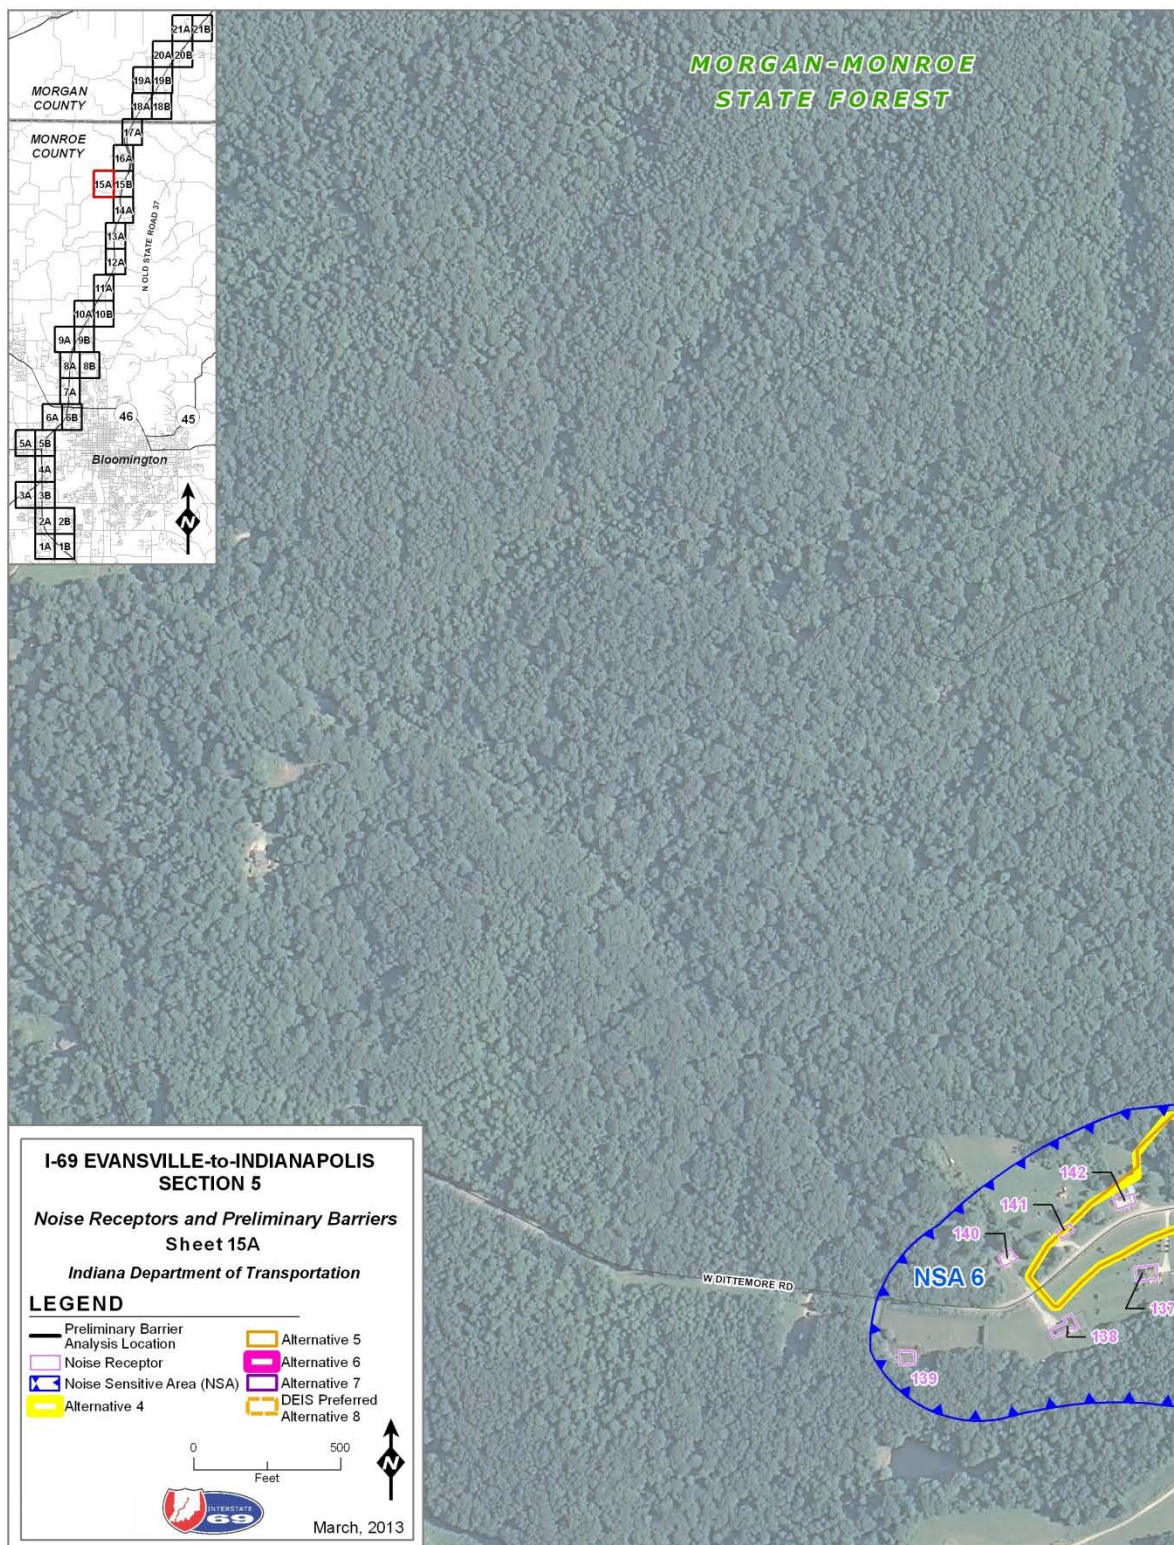 MORGAN-MONROE
STATE FOREST
21A 21B
20A 20B
19A 19B
MORGAN
COUNTY
18A 18B
17A
MONROE
COUNTY
16A
15A 15B
14A
N OLD STATE ROAD 37
13A
12A
11A
10A 10B
9A 9B
8A 8B
7A
6A 6B
46
45
5A 5B
Bloomington
4A
3A 3B
2A 2B
1A 1B
N
142
141
140
NSA 6
W DITTEMORE RD
137
138
139
I-69 EVANSVILLE-to-INDIANAPOLIS
SECTION 5
Noise Receptors and Preliminary Barriers
Sheet 15A
Indiana Department of Transportation
LEGEND
Preliminary Barrier
Analysis Location
Noise Receptor
Noise Sensitive Area (NSA)
Alternative 4
Alternative 5
Alternative 6
Alternative 7
DEIS Preferred
Alternative 8
0 500
Feet
N
INTERSTATE
69
March, 2013